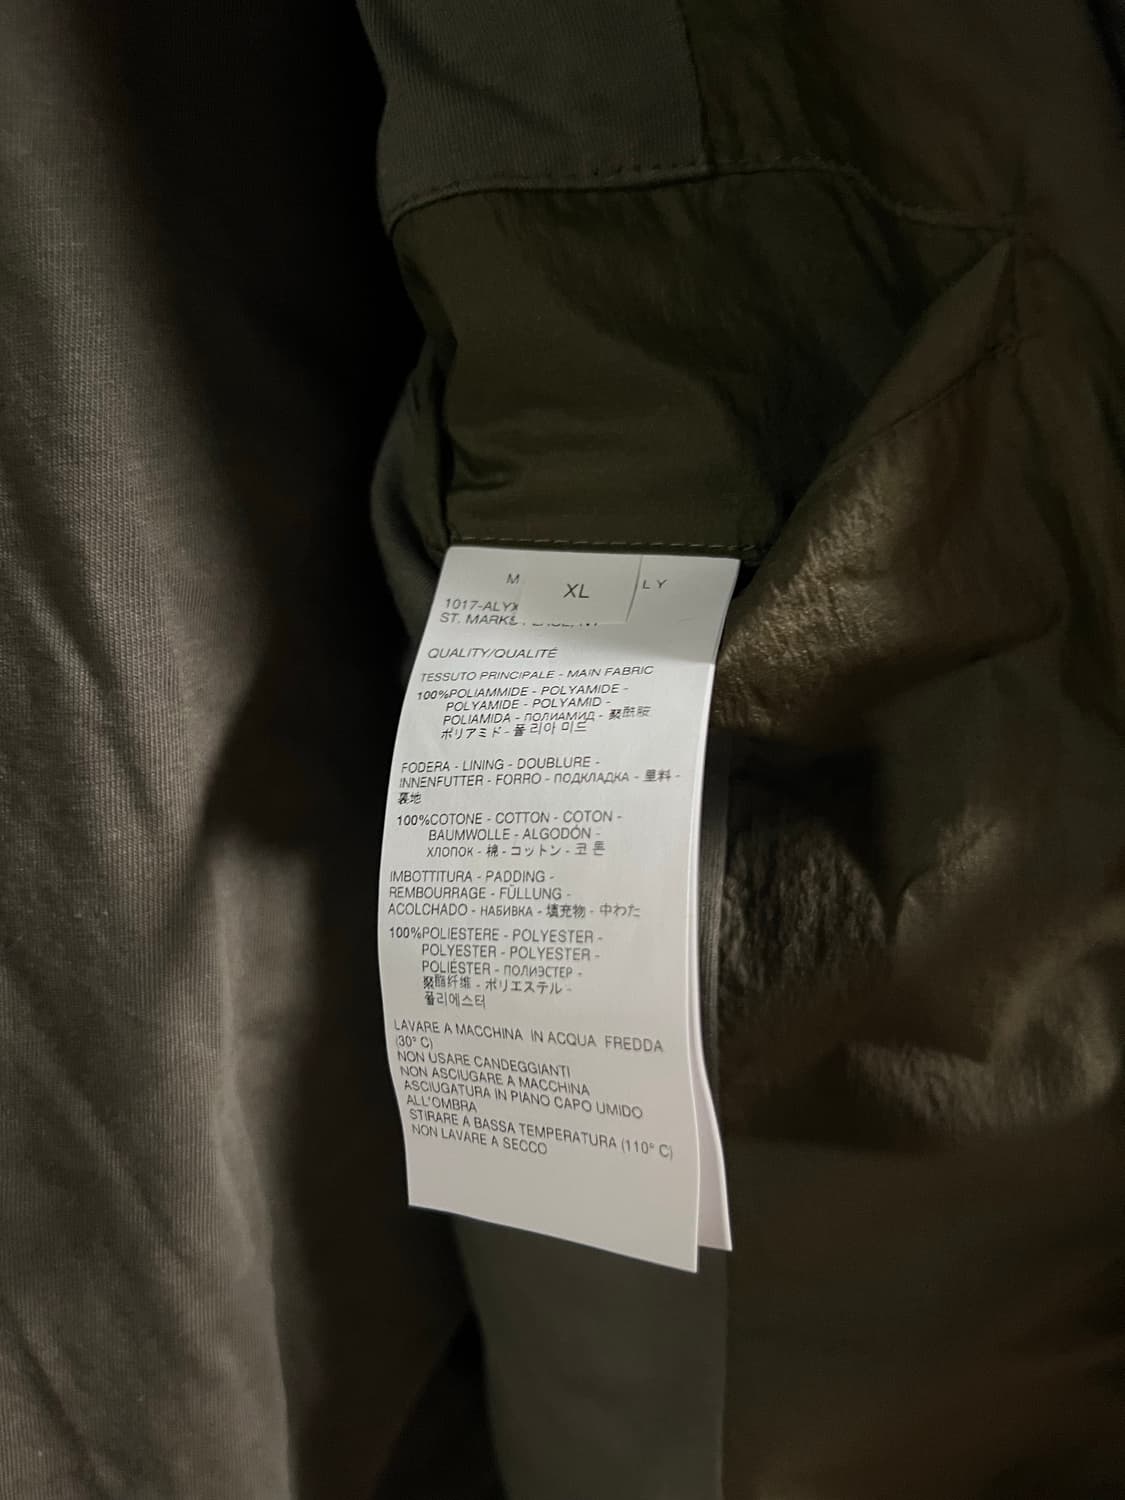 XL
LY
1017-ALYX
ST. MARKS
QUALITY/QUALITÉ
TESSUTO PRINCIPALE - MAIN FABRIC
100%POLIAMMIDE - POLYAMIDE -
POLYAMIDE - POLYAMID -
POLIAMIDA - ПОЛИАМИД - 聚酰胺
ポリアミド - 폴리아미드
FODERA - LINING - DOUBLURE -
INNENFUTTER - FORRO - ПОДКЛАДКА - 里料 -
裏地
100%COTONE - COTTON - COTON -
BAUMWOLLE - ALGODÓN -
ХЛОПОК - 棉 - コットン - 코튼
IMBOTTITURA - PADDING -
REMBOURRAGE - FÜLLUNG -
ACOLCHADO - НАБИВКА - 填充物 - 中わた
100%POLIESTERE - POLYESTER -
POLYESTER - POLYESTER -
POLIÉSTER - ПОЛИЭСТЕР -
聚酯纤维 - ポリエステル -
폴리에스터
LAVARE A MACCHINA IN ACQUA FREDDA
(30° C)
NON USARE CANDEGGIANTI
NON ASCIUGARE A MACCHINA
ASCIUGATURA IN PIANO CAPO UMIDO
ALL'OMBRA
STIRARE A BASSA TEMPERATURA (110° C)
NON LAVARE A SECCO